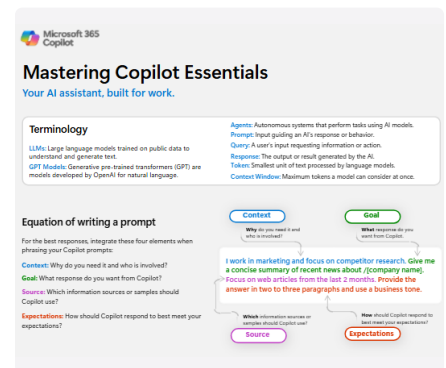 Microsoft 365
Copilot
Mastering Copilot Essentials
Your AI assistant, built for work.
Terminology
LLMs: Large language models trained on public data to
understand and generate text.
GPT Models: Generative pre-trained transformers (GPT) are
models developed by OpenAI for natural language.
Agents: Autonomous systems that perform tasks using AI models.
Prompt: Input guiding an AI's response or behavior.
Query: A user's input requesting information or action.
Response: The output or result generated by the AI.
Token: Smallest unit of text processed by language models.
Context Window: Maximum tokens a model can consider at once.
Equation of writing a prompt
For the best responses, integrate these four elements when
phrasing your Copilot prompts:
Context: Why do you need it and who is involved?
Goal: What response do you want from Copilot?
Source: Which information sources or samples should
Copilot use?
Expectations: How should Copilot respond to best meet your
expectations?
Context
Why do you need it and
who is involved?
Goal
What response do you
want from Copilot.
I work in marketing and focus on competitor research. Give me
a concise summary of recent news about /[company name].
Focus on web articles from the last 2 months. Provide the
answer in two to three paragraphs and use a business tone.
Which information sources or
samples should Copilot use?
Source
How should Copilot respond to
best meet your expectations?
Expectations